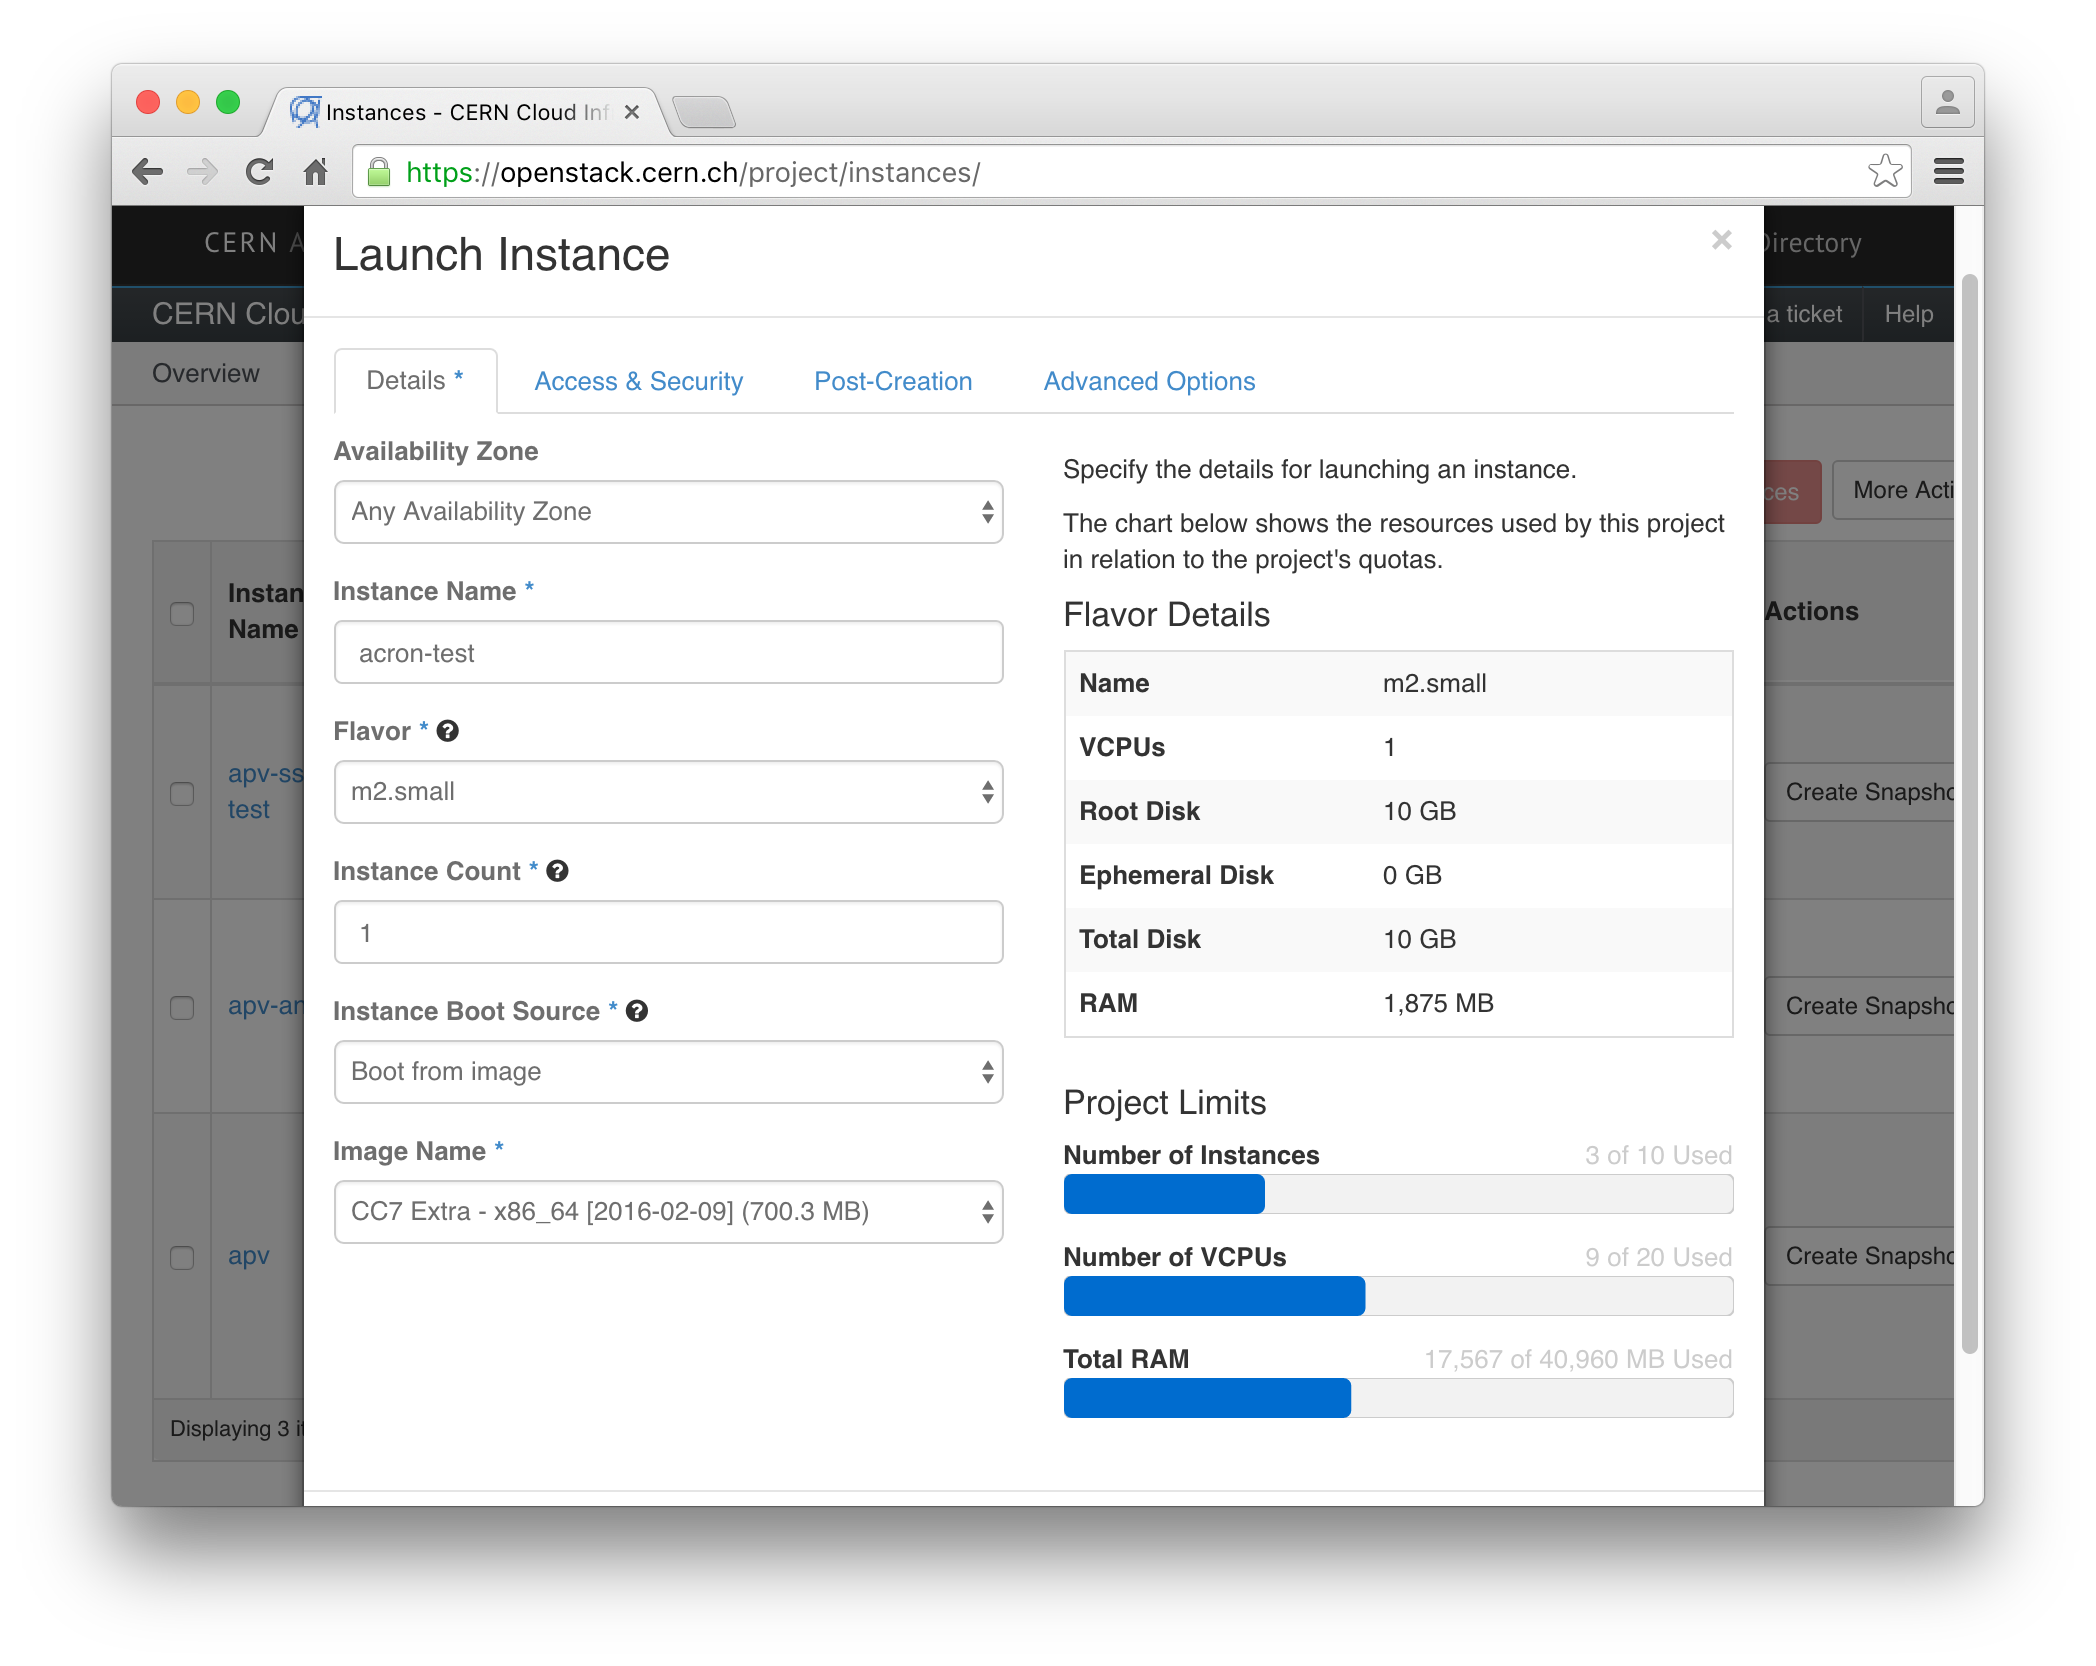 Instances - CERN Cloud Inf
https://openstack.cern.ch/project/instances/
CERN A
Directory
CERN Clou
a ticket
Help
Overview
Launch Instance
×
Details *
Access & Security
Post-Creation
Advanced Options
Availability Zone
Any Availability Zone
Instance Name *
acron-test
Flavor * ?
m2.small
Instance Count * ?
1
Instance Boot Source * ?
Boot from image
Image Name *
CC7 Extra - x86_64 [2016-02-09] (700.3 MB)
Specify the details for launching an instance.
The chart below shows the resources used by this project
in relation to the project's quotas.
Flavor Details
Name m2.small
VCPUs 1
Root Disk 10 GB
Ephemeral Disk 0 GB
Total Disk 10 GB
RAM 1,875 MB
Project Limits
Number of Instances 3 of 10 Used
Number of VCPUs 9 of 20 Used
Total RAM 17,567 of 40,960 MB Used
ces
More Acti
Instan
Name
Actions
apv-ss
test
Create Snapsho
apv-an
Create Snapsho
apv
Create Snapsho
Displaying 3 it